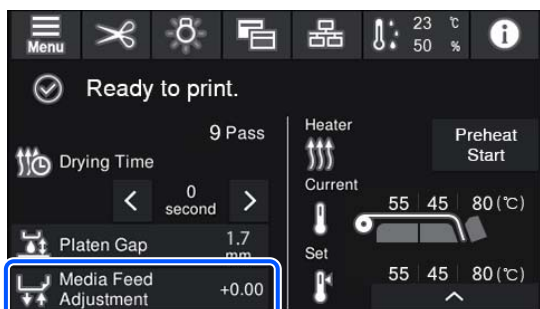 Menu
23 ℃
50 %
i
Ready to print.
9 Pass
Drying Time
0
second
Platen Gap
1.7
mm
Media Feed
Adjustment
+0.00
Heater
Preheat
Start
Current
55 45 80(℃)
Set
55 45 80(℃)